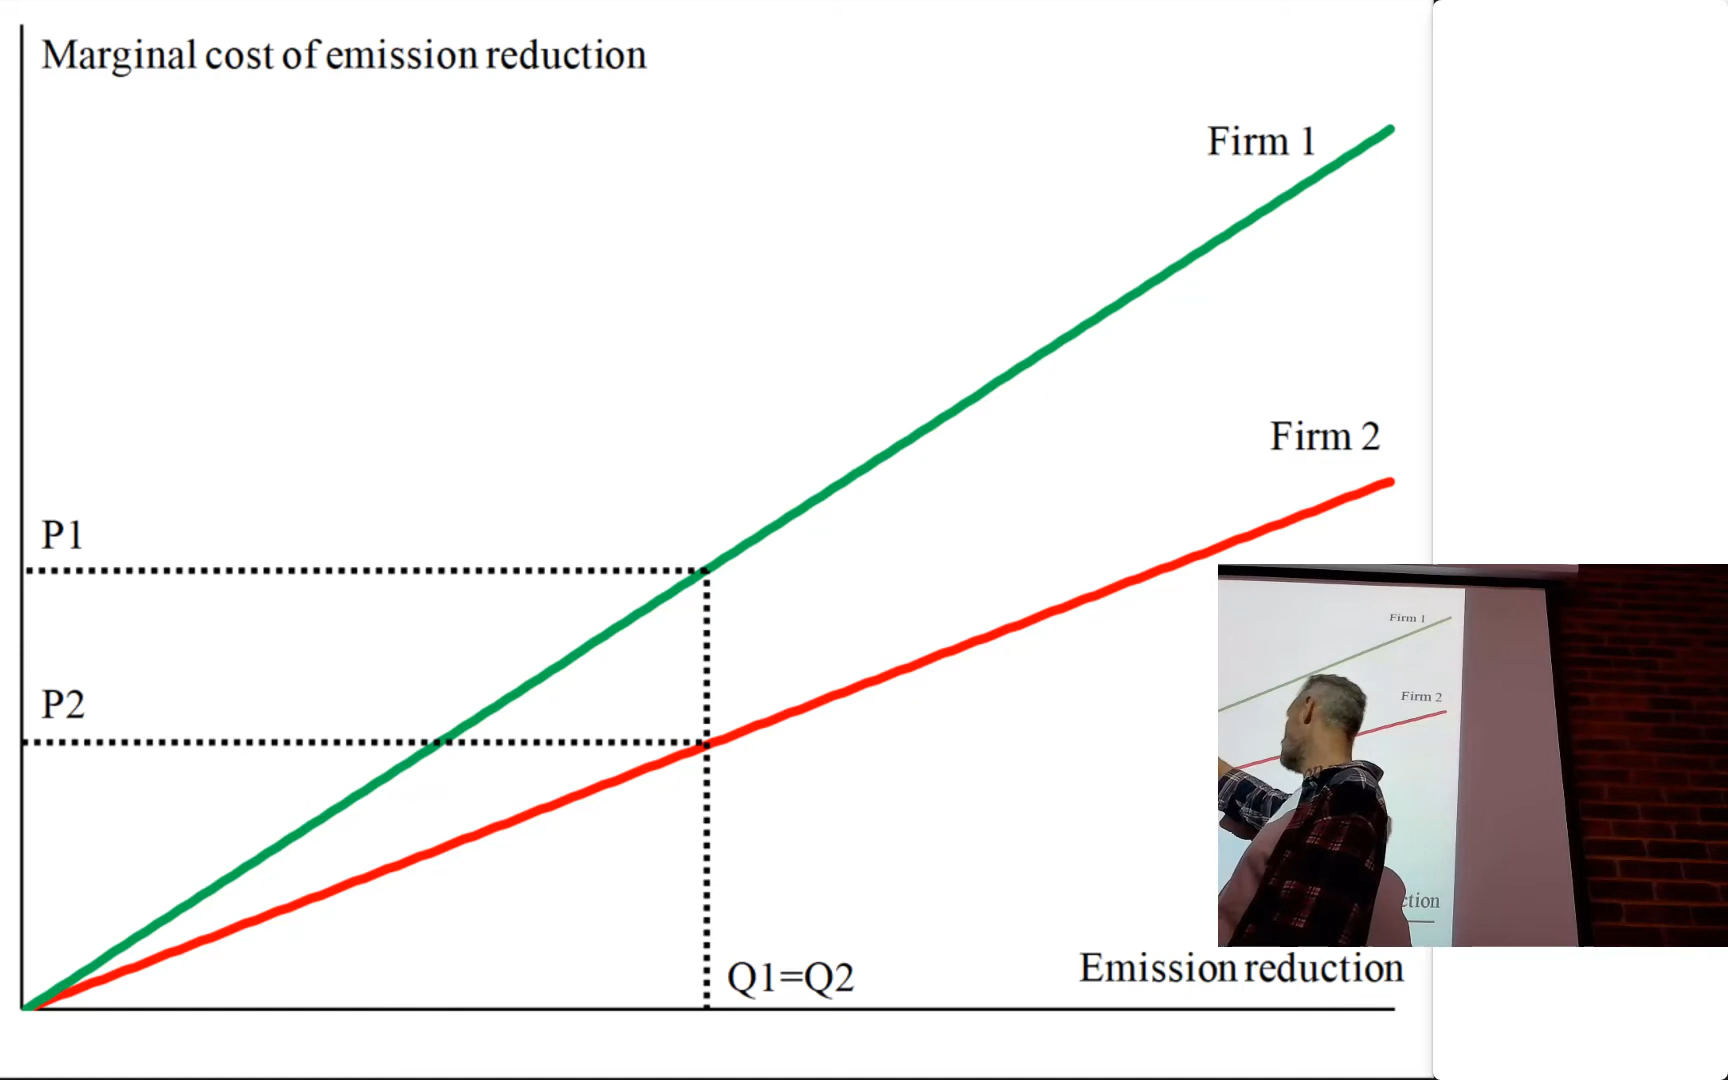 Marginal cost of emission reduction
Firm 1
Firm 2
P1
P2
Q1=Q2
Emission reduction
Firm 1
Firm 2
ction